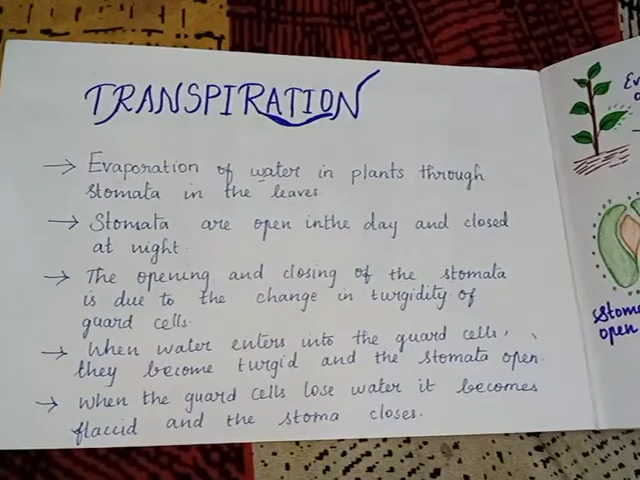 TRANSPIRATION
→ Evaporation of water in plants through
stomata in the leaves
→ Stomata are open in the day and closed
at night.
→ The opening and closing of the stomata
is due to the change in turgidity of
guard cells.
→ When water enters into the guard cells,
they become turgid and the stomata open.
→ When the guard cells lose water it becomes
flaccid and the stoma closes.
Stoma
open